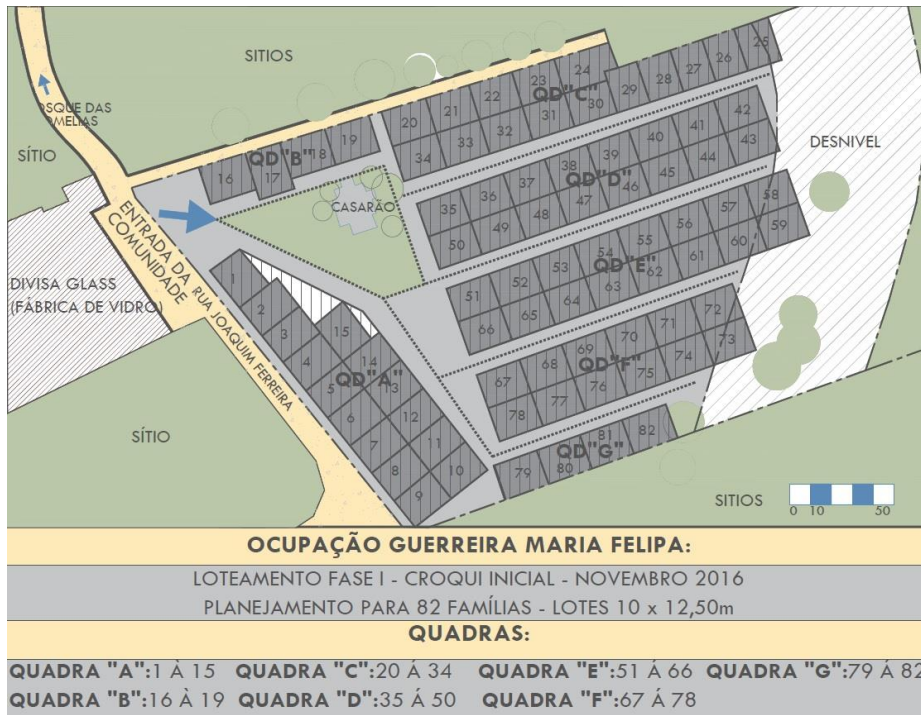 SITIOS
OSQUE DAS
OMELIAS
SÍTIO
ENTRADA DA
COMUNIDADE
RUA JOAQUIM FERREIRA
DIVISA GLASS
(FÁBRICA DE VIDRO)
SÍTIO
CASARÃO
DESNIVEL
SITIOS
QD"B"
16 17 18 19
QD"C"
20 21 22 23 24 25
34 33 32 31 30 29 28 27 26
QD"D"
35 36 37 38 39 40 41 42
50 49 48 47 46 45 44 43
QD"E"
51 52 53 54 55 56 57 58
66 65 64 63 62 61 60 59
QD"F"
67 68 69 70 71 72
78 77 76 75 74 73
QD"G"
79 80 81 82
QD"A"
1 2 3 4 5 6 7 8 9
15 14 13 12 11 10
0 10 50
OCUPAÇÃO GUERREIRA MARIA FELIPA:
LOTEAMENTO FASE I - CROQUI INICIAL - NOVEMBRO 2016
PLANEJAMENTO PARA 82 FAMÍLIAS - LOTES 10 x 12,50m
QUADRAS:
QUADRA "A":1 À 15 QUADRA "C":20 Á 34 QUADRA "E":51 Á 66 QUADRA "G":79 Á 82
QUADRA "B":16 À 19 QUADRA "D":35 Á 50 QUADRA "F":67 Á 78